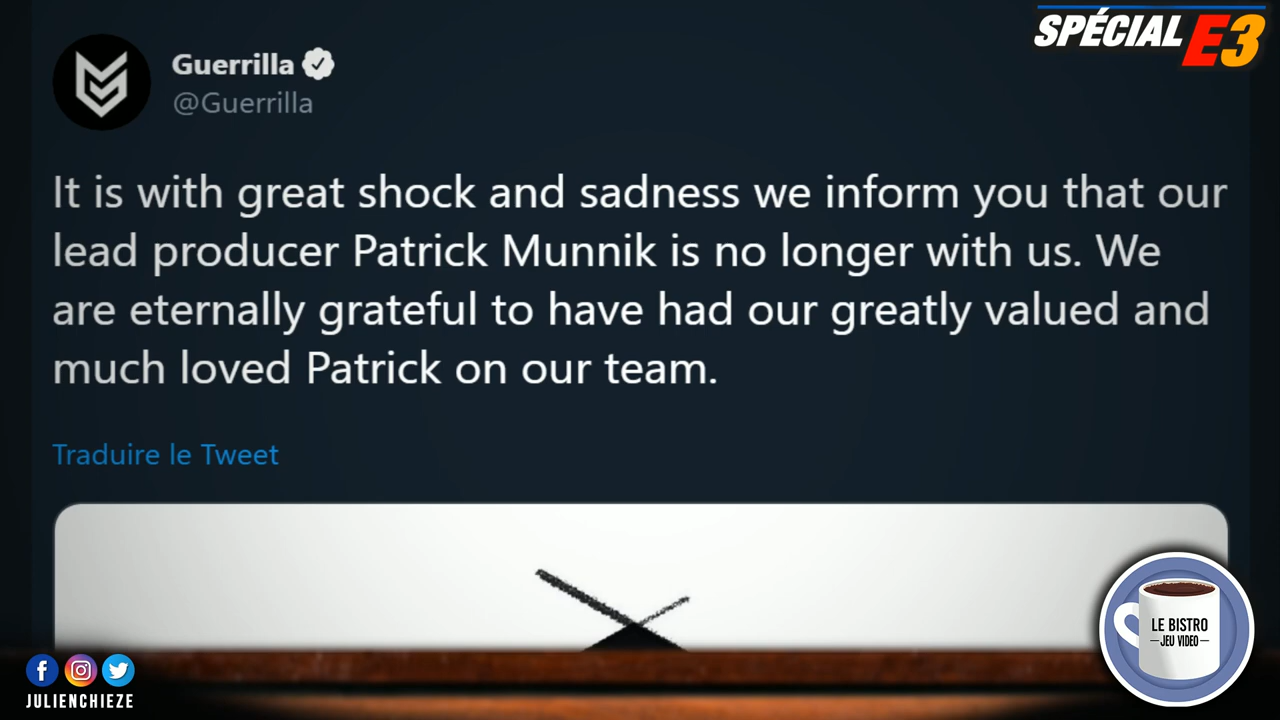 SPÉCIAL E3
Guerrilla
@Guerrilla
It is with great shock and sadness we inform you that our
lead producer Patrick Munnik is no longer with us. We
are eternally grateful to have had our greatly valued and
much loved Patrick on our team.
Traduire le Tweet
LE BISTRO
—JEU VIDEO—
JULIENCHIEZE